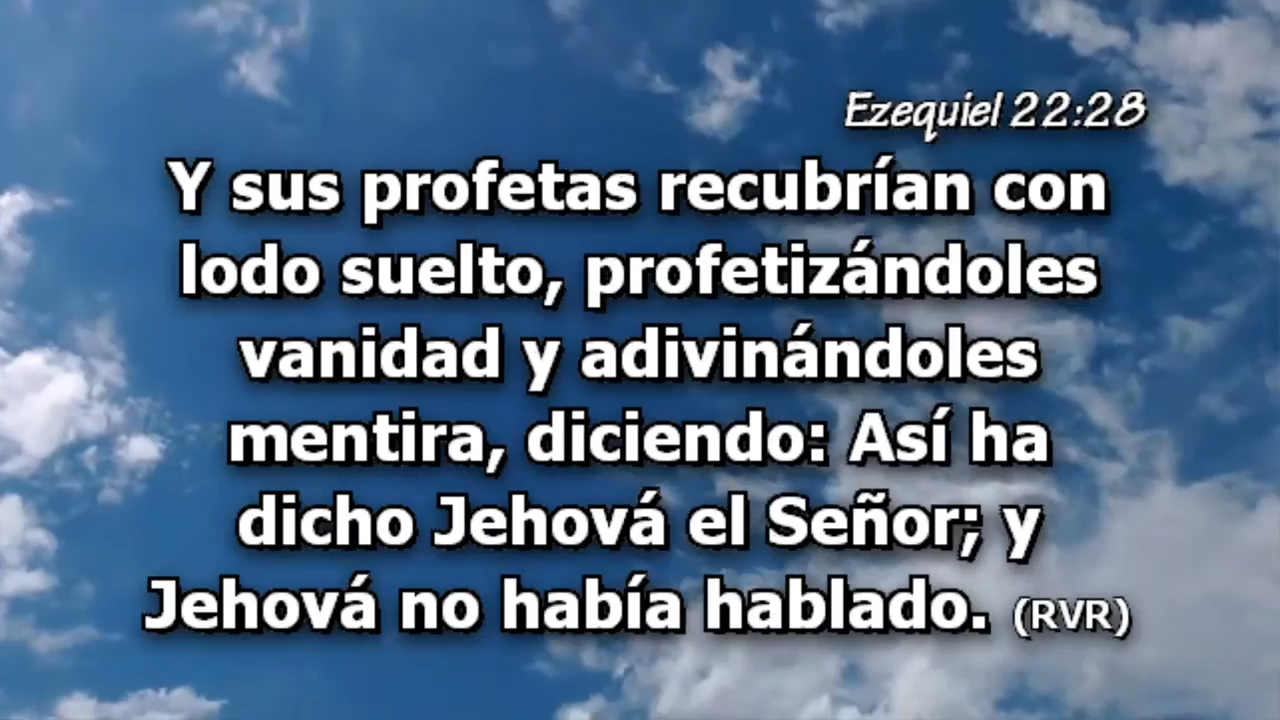 Ezequiel 22:28
Y sus profetas recubrían con
lodo suelto, profetizándoles
vanidad y adivinándoles
mentira, diciendo: Así ha
dicho Jehová el Señor; y
Jehová no había hablado. (RVR)